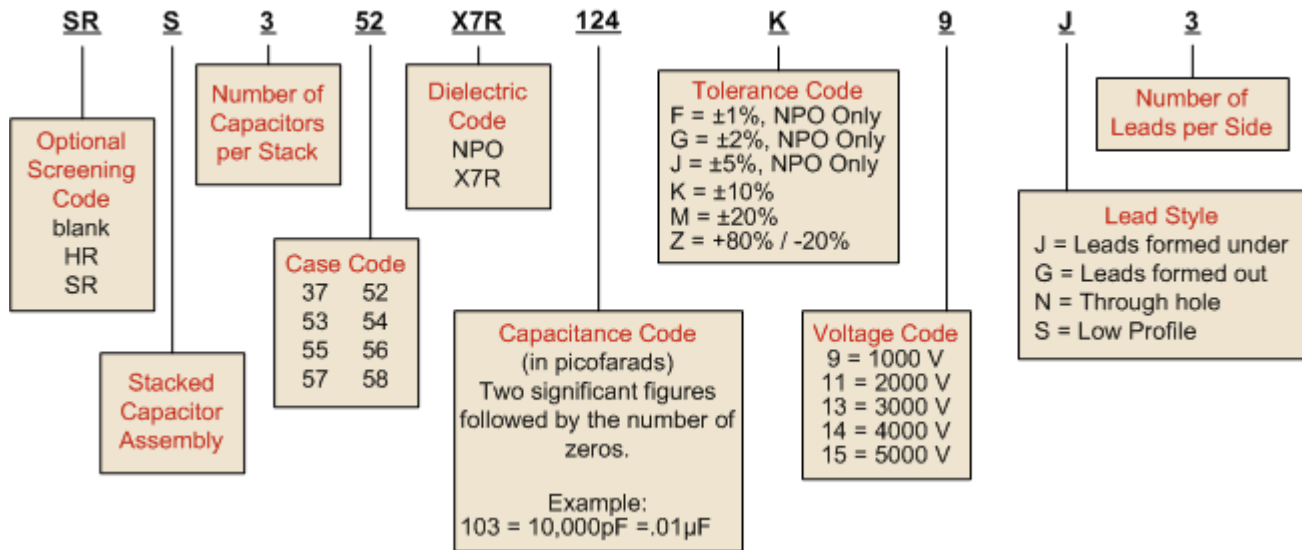 SR S 3 52 X7R 124 K 9 J 3
Optional
Screening
Code
blank
HR
SR
Stacked
Capacitor
Assembly
Number of
Capacitors
per Stack
Case Code
37 52
53 54
55 56
57 58
Dielectric
Code
NPO
X7R
Capacitance Code
(in picofarads)
Two significant figures
followed by the number of
zeros.
Example:
103 = 10,000pF =.01µF
Tolerance Code
F = ±1%, NPO Only
G = ±2%, NPO Only
J = ±5%, NPO Only
K = ±10%
M = ±20%
Z = +80% / -20%
Voltage Code
9 = 1000 V
11 = 2000 V
13 = 3000 V
14 = 4000 V
15 = 5000 V
Lead Style
J = Leads formed under
G = Leads formed out
N = Through hole
S = Low Profile
Number of
Leads per Side